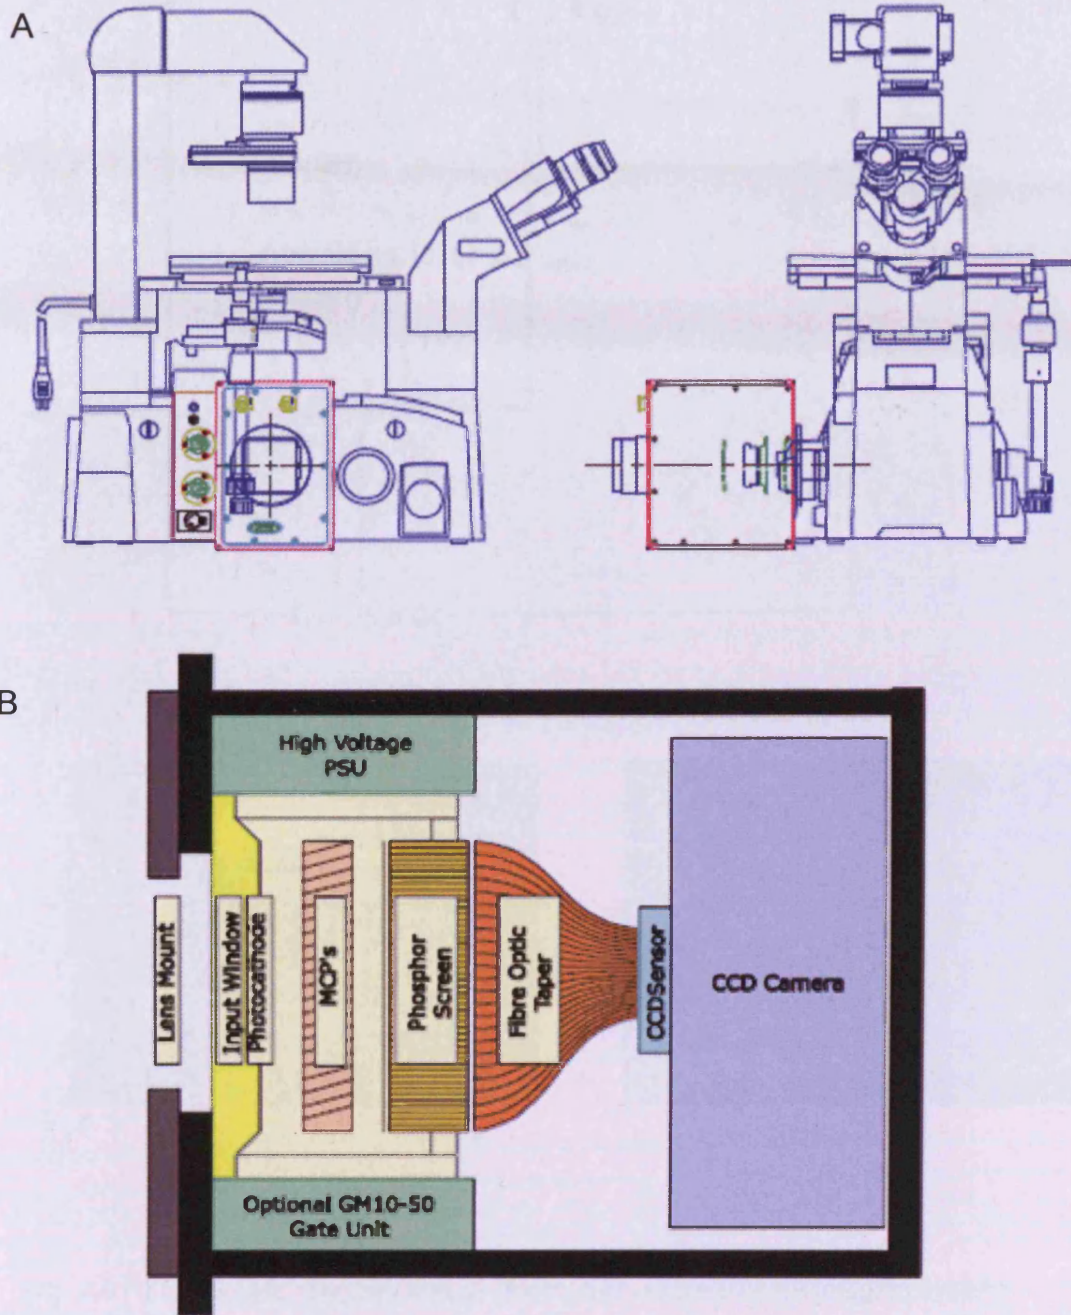 A
B
High Voltage
PSU
Lens Mount
Input Window
Photocathode
MCP's
Phosphor
Screen
Fibre Optic
Taper
CCDSensor
CCD Camera
Optional GM10-50
Gate Unit